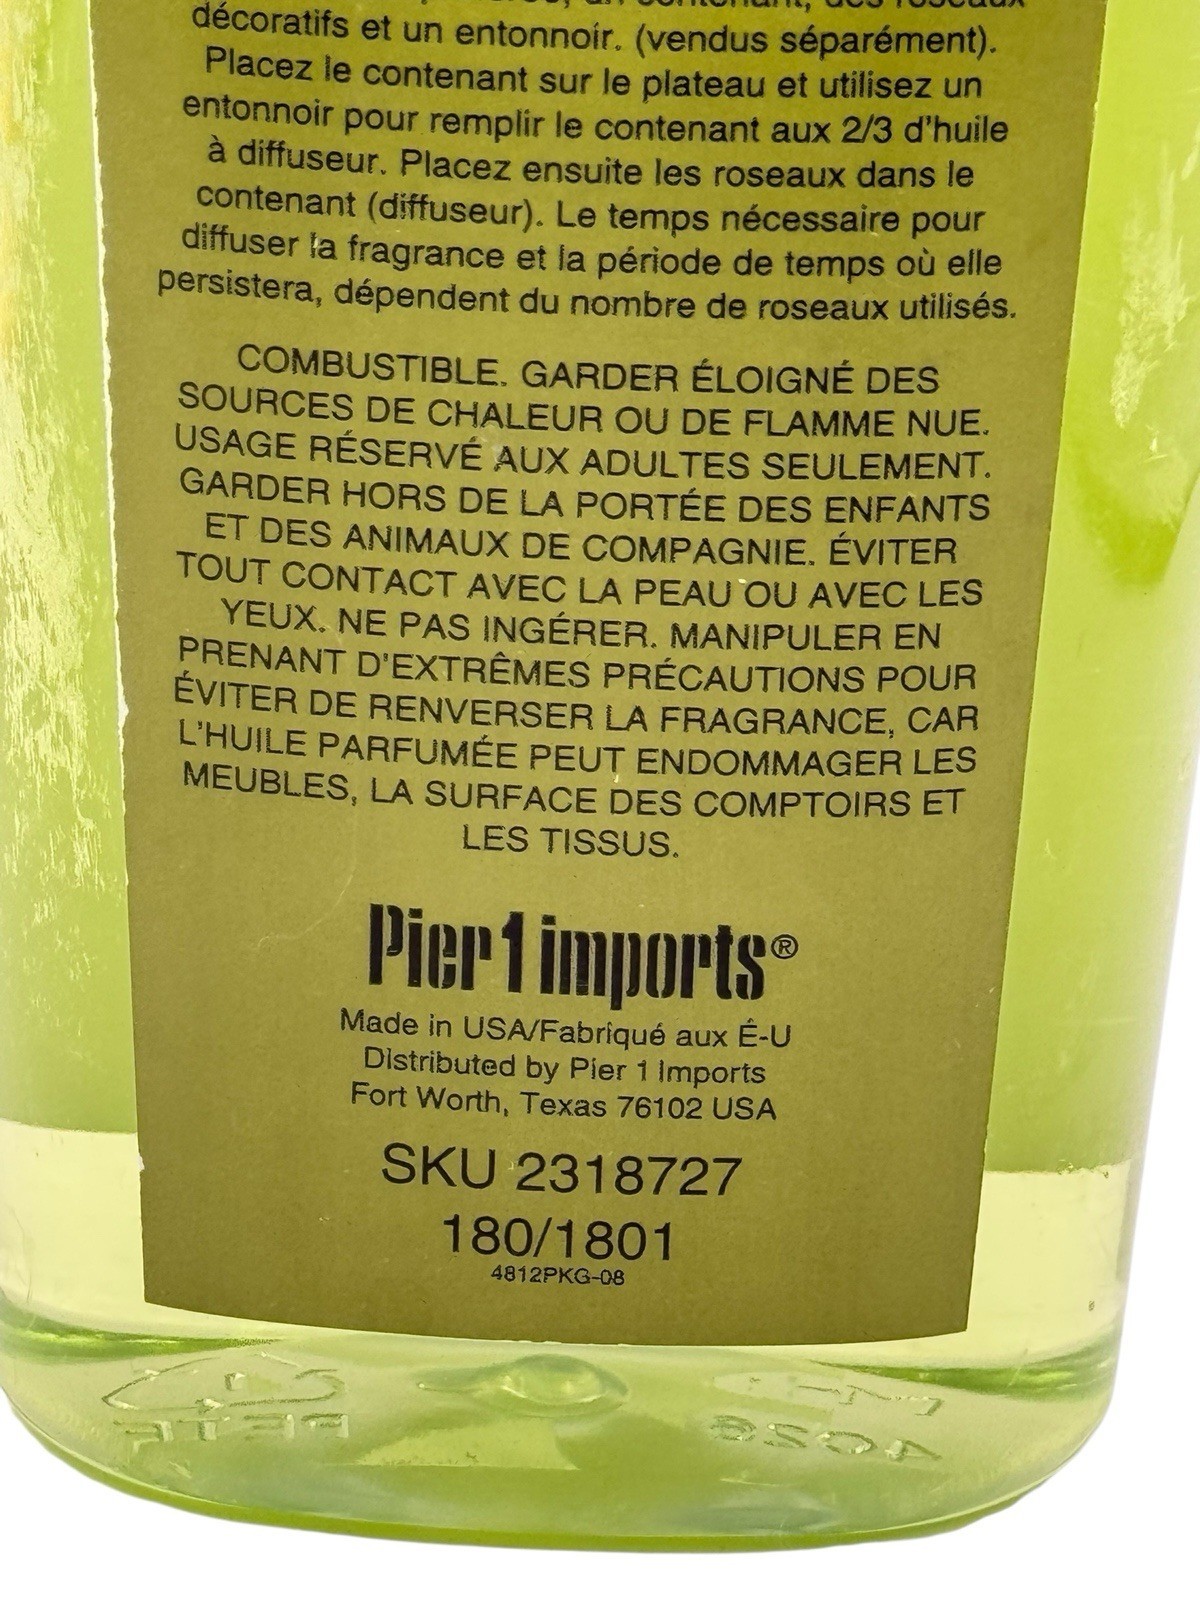 contenant, des roseaux
décoratifs et un entonnoir. (vendus séparément).
Placez le contenant sur le plateau et utilisez un
entonnoir pour remplir le contenant aux 2/3 d'huile
à diffuseur. Placez ensuite les roseaux dans le
contenant (diffuseur). Le temps nécessaire pour
diffuser la fragrance et la période de temps où elle
persistera, dépendent du nombre de roseaux utilisés.
COMBUSTIBLE. GARDER ÉLOIGNÉ DES
SOURCES DE CHALEUR OU DE FLAMME NUE.
USAGE RÉSERVÉ AUX ADULTES SEULEMENT.
GARDER HORS DE LA PORTÉE DES ENFANTS
ET DES ANIMAUX DE COMPAGNIE. ÉVITER
TOUT CONTACT AVEC LA PEAU OU AVEC LES
YEUX. NE PAS INGÉRER. MANIPULER EN
PRENANT D'EXTRÊMES PRÉCAUTIONS POUR
ÉVITER DE RENVERSER LA FRAGRANCE, CAR
L'HUILE PARFUMÉE PEUT ENDOMMAGER LES
MEUBLES, LA SURFACE DES COMPTOIRS ET
LES TISSUS.
Pier 1 imports®
Made in USA/Fabriqué aux É-U
Distributed by Pier 1 Imports
Fort Worth, Texas 76102 USA
SKU 2318727
180/1801
4812PKG-08
PETE